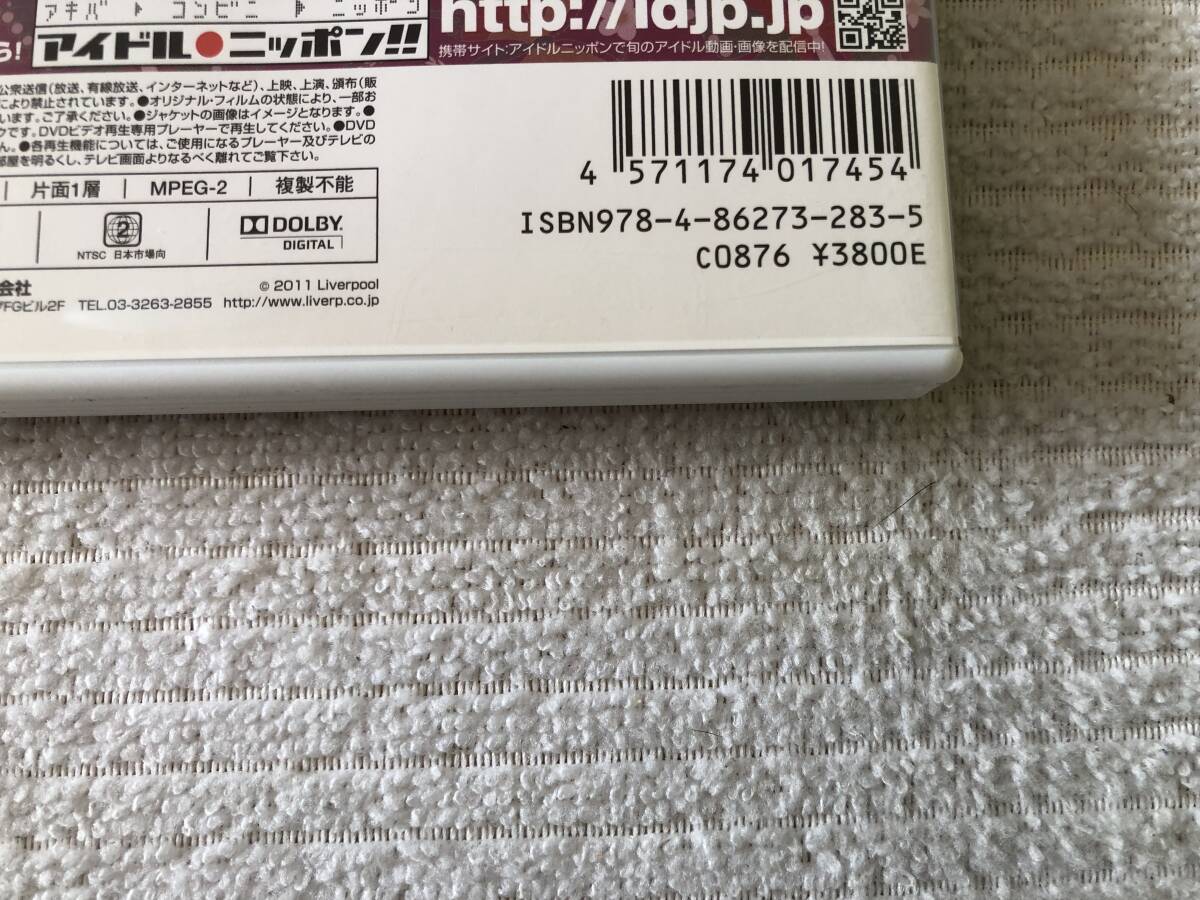 アキバ ▶ コンビニ ▶ ニッポン
ら! アイドル●ニッポン!!
http://idjp.jp
携帯サイト:アイドルニッポンで旬のアイドル動画・画像を配信中!
公衆送信(放送、有線放送、インターネットなど)、上映、上演、頒布(販
により禁止されています。●オリジナル・フィルムの状態により、一部お
います。ご了承ください。●ジャケットの画像はイメージとなります。●
クです。DVDビデオ再生専用プレーヤーで再生してください。●DVD
ん。●各再生機能については、ご使用になるプレーヤー及びテレビの
部屋を明るくし、テレビ画面よりなるべく離れてご覧下さい。
片面1層 MPEG-2 複製不能
2
NTSC 日本市場向
DOLBY
DIGITAL
会社 © 2011 Liverpool
FGビル2F TEL.03-3263-2855 http://www.liverp.co.jp
4 571174 017454
ISBN978-4-86273-283-5
C0876 ¥3800E